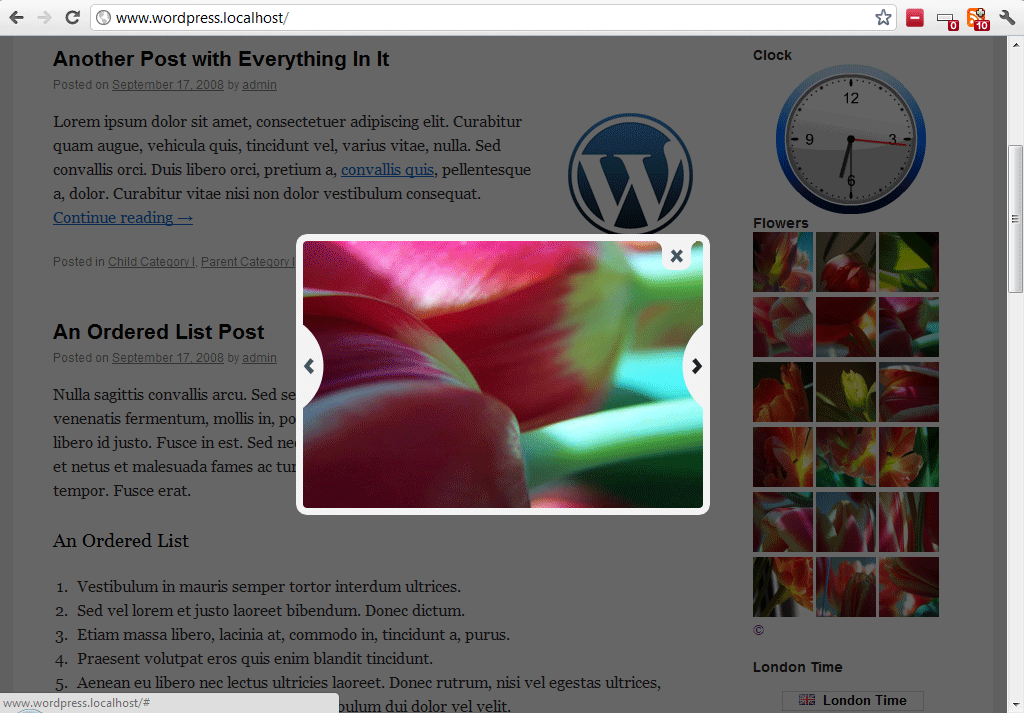 www.wordpress.localhost/
0
10
Another Post with Everything In It
Posted on September 17, 2008 by admin
Lorem ipsum dolor sit amet, consectetuer adipiscing elit. Curabitur
quam augue, vehicula quis, tincidunt vel, varius vitae, nulla. Sed
convallis orci. Duis libero orci, pretium a, convallis quis, pellentesque
a, dolor. Curabitur vitae nisi non dolor vestibulum consequat.
Continue reading →
Posted in Child Category I, Parent Category I
An Ordered List Post
Posted on September 17, 2008 by admin
Nulla sagittis convallis arcu. Sed se
venenatis fermentum, mollis in, po
libero id justo. Fusce in est. Sed nec
et netus et malesuada fames ac tur
tempor. Fusce erat.
An Ordered List
1. Vestibulum in mauris semper tortor interdum ultrices.
2. Sed vel lorem et justo laoreet bibendum. Donec dictum.
3. Etiam massa libero, lacinia at, commodo in, tincidunt a, purus.
4. Praesent volutpat eros quis enim blandit tincidunt.
5. Aenean eu libero nec lectus ultricies laoreet. Donec rutrum, nisi vel egestas ultrices,
ibulum dui dolor vel velit.
www.wordpress.localhost/#
Clock
12
9 3
6
Flowers
©
London Time
London Time